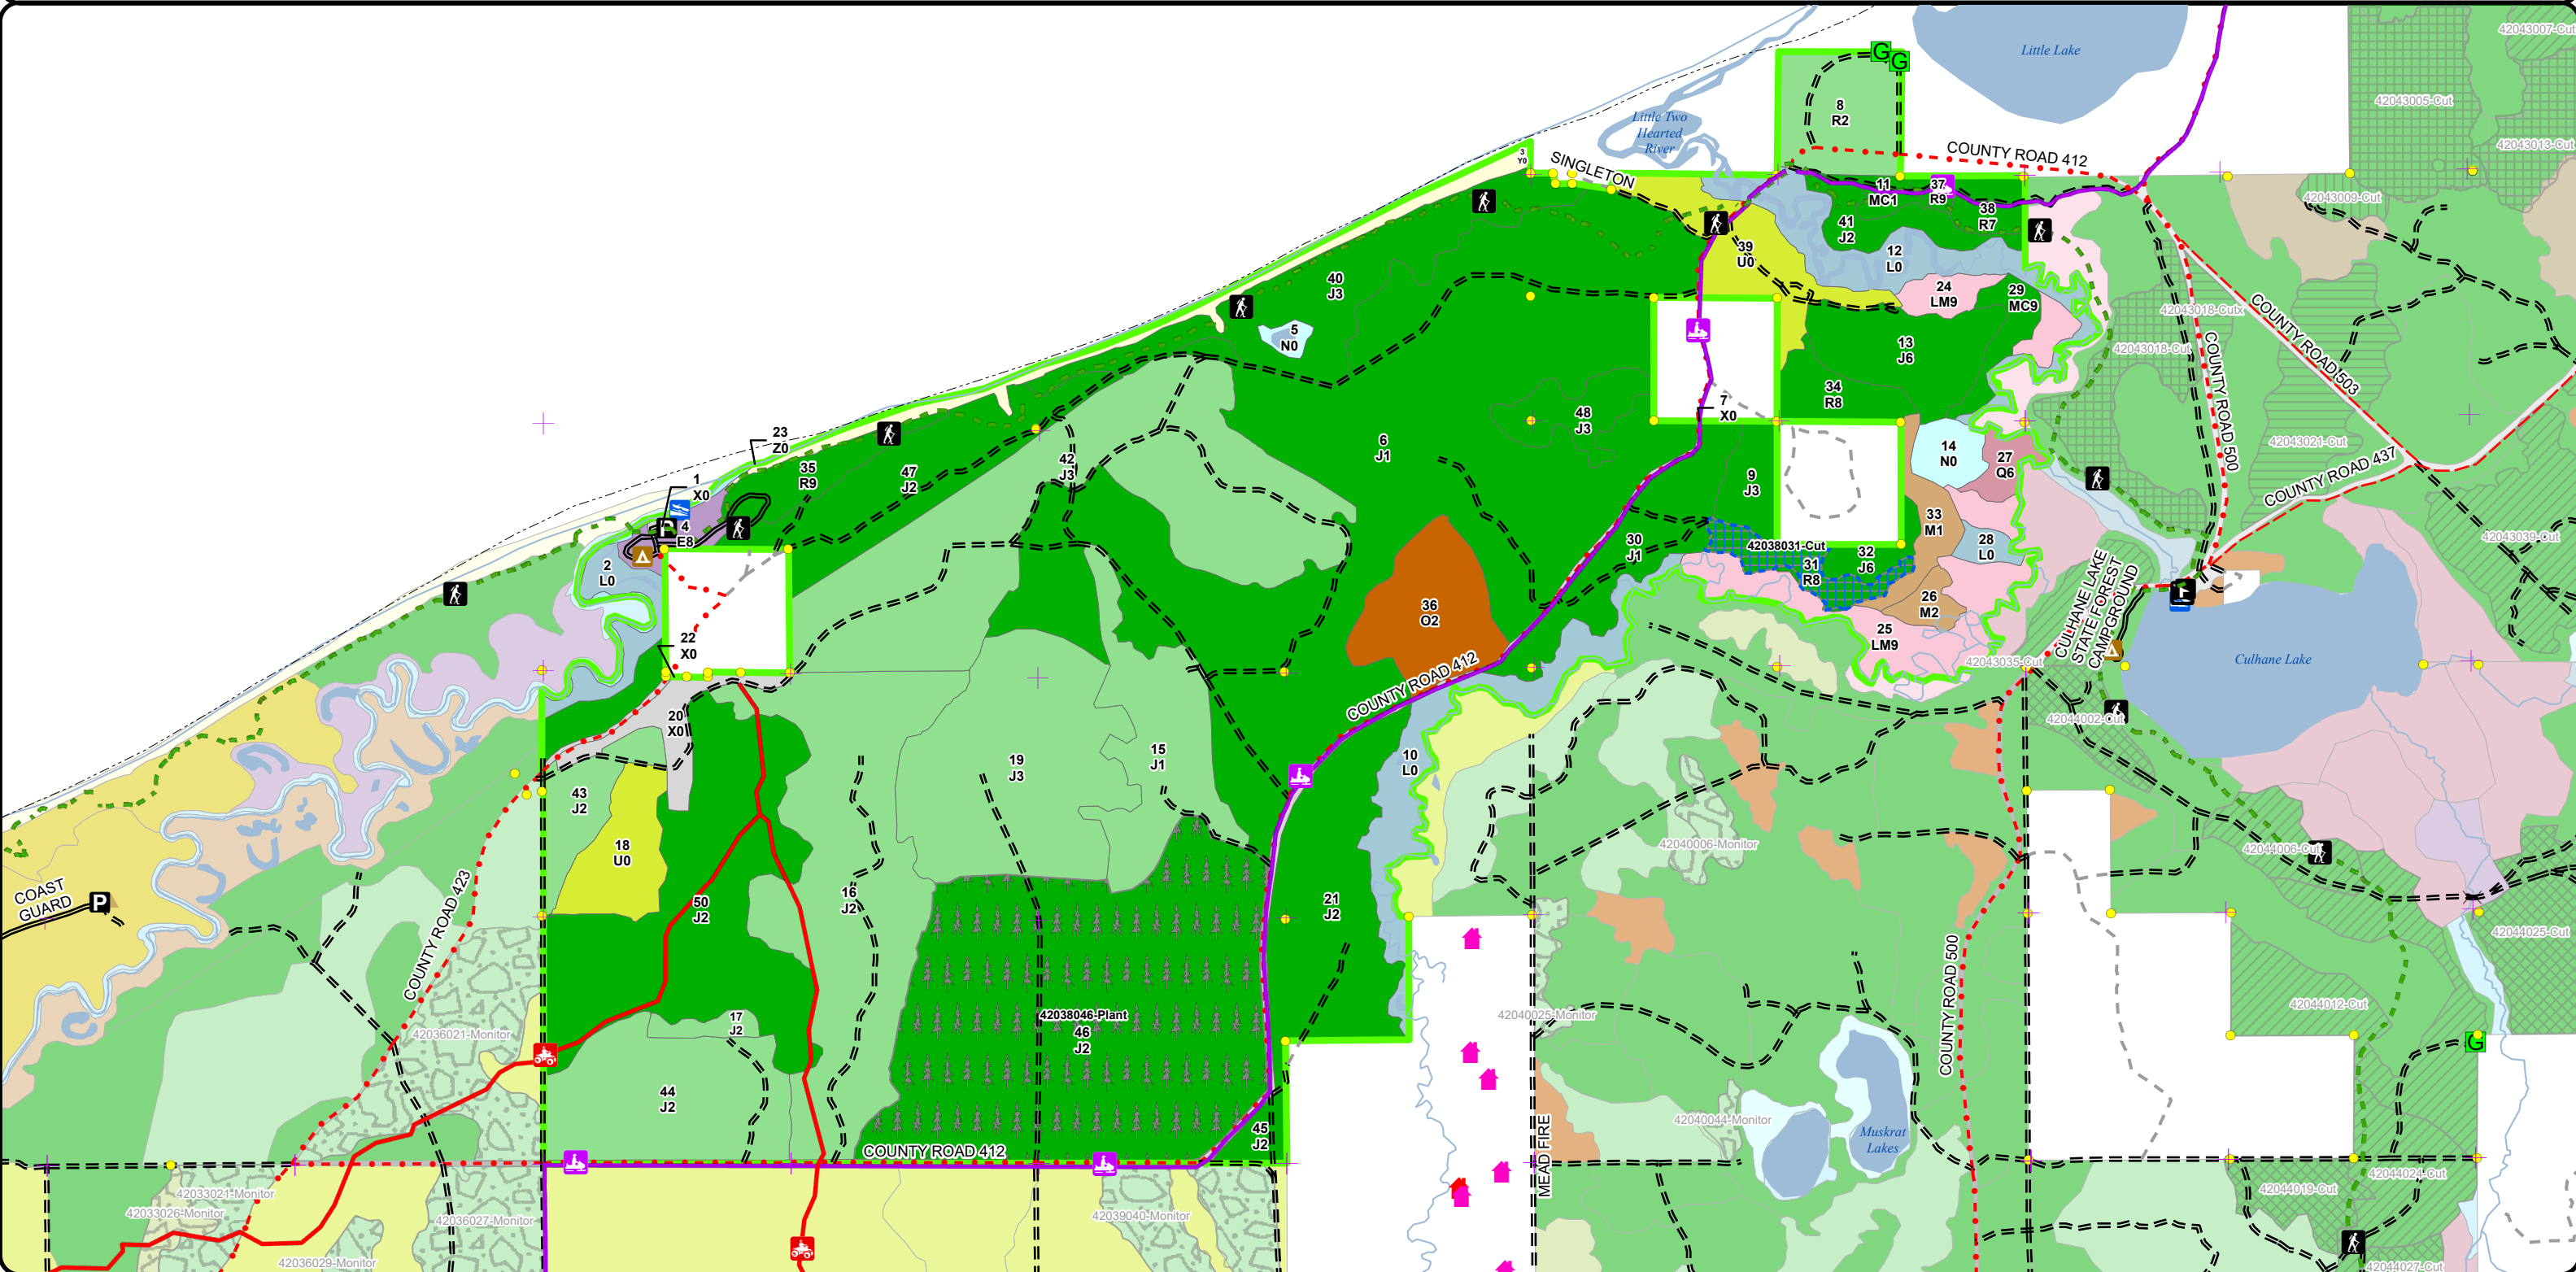 Little Lake
42043007-Cut
42043005-Cut
42043013-Cut
8
R2
Little Two
Hearted
River
COUNTY ROAD 412
3
Y0
SINGLETON
11
MC1
37
R9
38
R7
42043009-Cut
41
J2
39
U0
12
L0
40
J3
24
LM9
29
MC9
42043018-Cutx
COUNTY ROAD 503
5
N0
13
J6
42043018-Cut
COUNTY ROAD 500
34
R8
7
X0
48
J3
6
J1
23
Z0
42043021-Cut
14
N0
27
Q6
42
J3
35
R9
47
J2
9
J3
COUNTY ROAD 437
1
X0
P
4
E8
33
M1
42043039-Cut
42038031-Cut
30
J1
32
J6
28
L0
31
R8
2
L0
26
M2
36
O2
CULHANE LAKE
STATE FOREST
CAMPGROUND
25
LM9
22
X0
42043035-Cut
Culhane Lake
COUNTY ROAD 412
20
X0
42044002-Cut
10
L0
15
J1
19
J3
43
J2
18
U0
42040006-Monitor
42044006-Cut
COAST
GUARD
P
COUNTY ROAD 423
16
J2
50
J2
21
J2
42044025-Cut
COUNTY ROAD 500
42044012-Cut
42036021-Monitor
17
J2
42038046-Plant
46
J2
42040025-Monitor
G
G
G
44
J2
42040044-Monitor
Muskrat
Lakes
45
J2
COUNTY ROAD 412
MEAD FIRE
42033021-Monitor
42033026-Monitor
42036027-Monitor
42039040-Monitor
42044019-Cut
42044024-Cut
42036029-Monitor
42044027-Cut